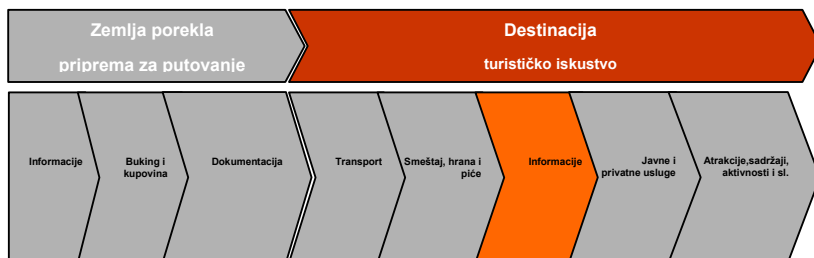 Zemlja porekla
priprema za putovanje
Destinacija
turističko iskustvo
Informacije
Buking i
kupovina
Dokumentacija
Transport
Smeštaj, hrana i
piće
Informacije
Javne i
privatne usluge
Atrakcije,sadržaji,
aktivnosti i sl.